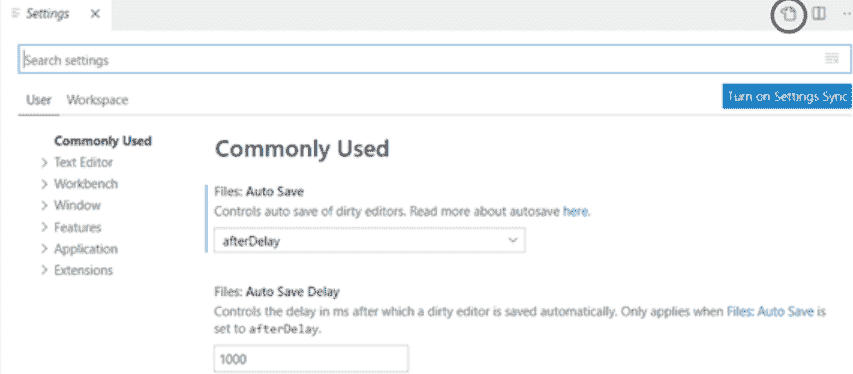 Settings
Search settings
User Workspace
Turn on Settings Sync
Commonly Used
Text Editor
Workbench
Window
Features
Application
Extensions
Commonly Used
Files: Auto Save
Controls auto save of dirty editors. Read more about autosave here.
afterDelay
Files: Auto Save Delay
Controls the delay in ms after which a dirty editor is saved automatically. Only applies when Files: Auto Save is
set to afterDelay.
1000